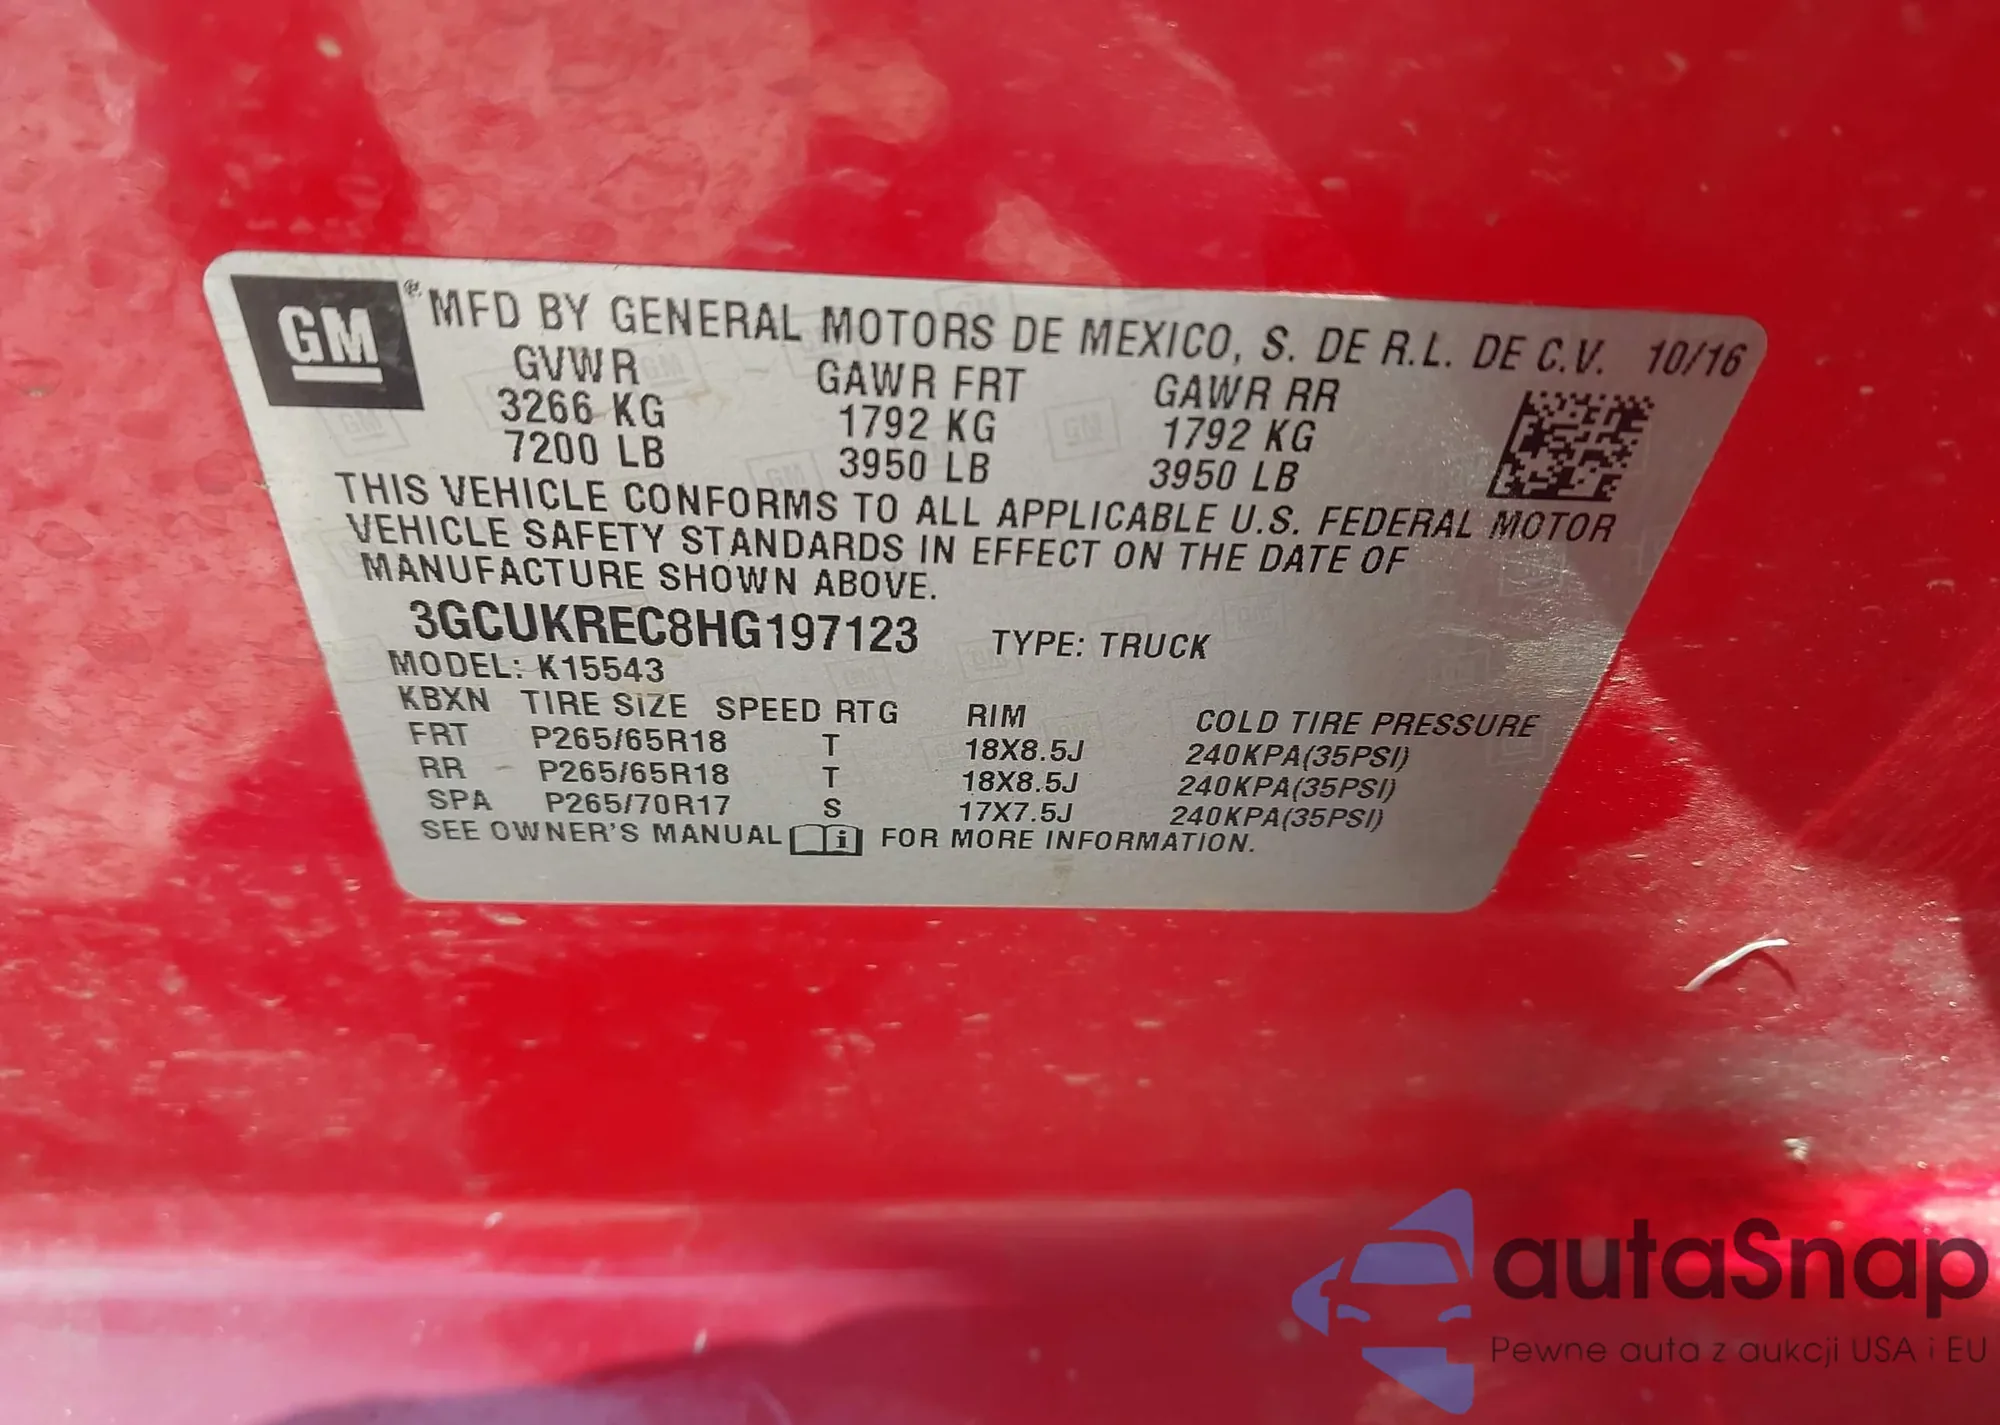 GM ® MFD BY GENERAL MOTORS DE MEXICO, S. DE R.L. DE C.V. 10/16
GVWR GAWR FRT GAWR RR
3266 KG 1792 KG 1792 KG
7200 LB 3950 LB 3950 LB
THIS VEHICLE CONFORMS TO ALL APPLICABLE U.S. FEDERAL MOTOR
VEHICLE SAFETY STANDARDS IN EFFECT ON THE DATE OF
MANUFACTURE SHOWN ABOVE.
3GCUKREC8HG197123 TYPE: TRUCK
MODEL: K15543
KBXN TIRE SIZE SPEED RTG RIM COLD TIRE PRESSURE
FRT P265/65R18 T 18X8.5J 240KPA(35PSI)
RR P265/65R18 T 18X8.5J 240KPA(35PSI)
SPA P265/70R17 S 17X7.5J 240KPA(35PSI)
SEE OWNER'S MANUAL i FOR MORE INFORMATION.
autaSnap
Pewne auta z aukcji USA i EU